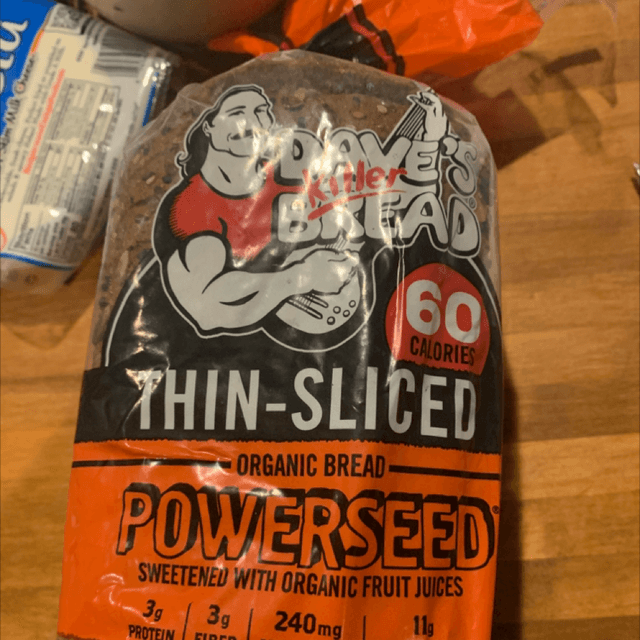 DAVE'S
Killer
BREAD®
60
CALORIES
THIN-SLICED
ORGANIC BREAD
POWERSEED®
SWEETENED WITH ORGANIC FRUIT JUICES
3g 3g 240mg 11g
PROTEIN FIBER